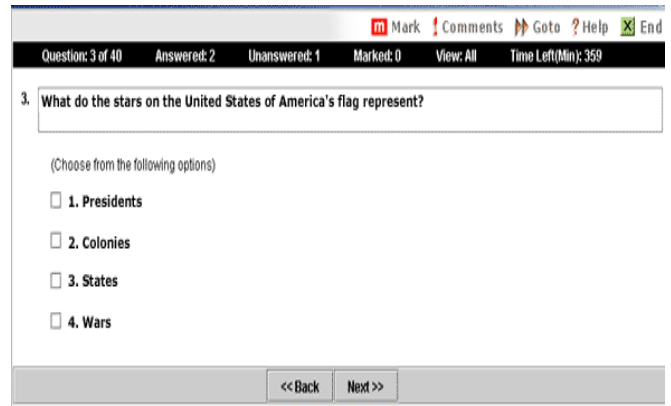 m Mark ! Comments Goto ? Help X End
Question: 3 of 40 Answered: 2 Unanswered: 1 Marked: 0 View: All Time Left(Min): 359
3. What do the stars on the United States of America's flag represent?
(Choose from the following options)
1. Presidents
2. Colonies
3. States
4. Wars
<< Back Next >>